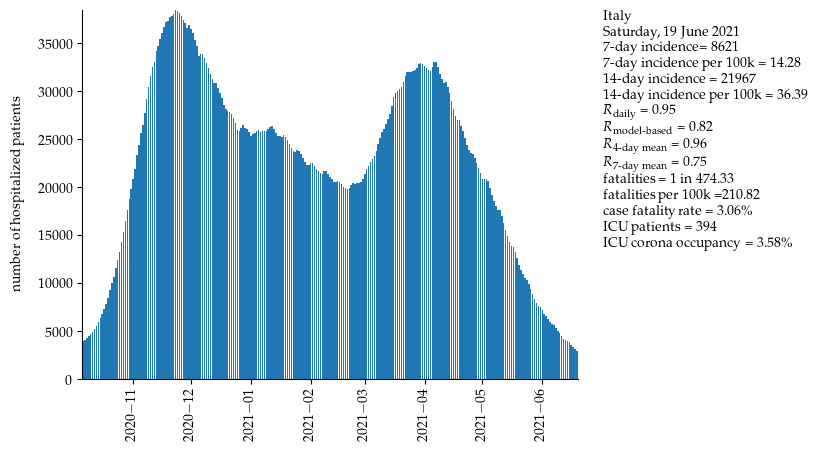 Italy
Saturday, 19 June 2021
7-day incidence= 8621
7-day incidence per 100k = 14.28
14-day incidence = 21967
14-day incidence per 100k = 36.39
R_daily = 0.95
R_model-based = 0.82
R_4-day mean = 0.96
R_7-day mean = 0.75
fatalities = 1 in 474.33
fatalities per 100k =210.82
case fatality rate = 3.06%
ICU patients = 394
ICU corona occupancy = 3.58%
number of hospitalized patients
35000
30000
25000
20000
15000
10000
5000
0
2020−11
2020−12
2021−01
2021−02
2021−03
2021−04
2021−05
2021−06